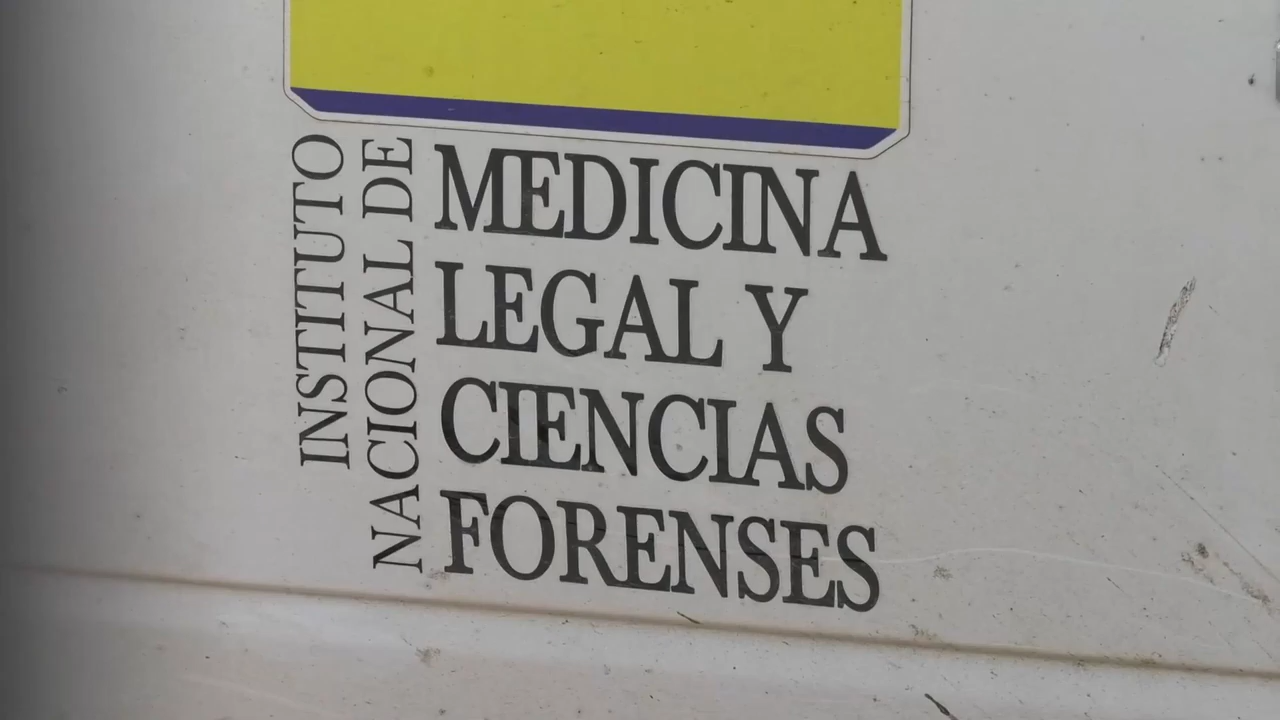 INSTITUTO
NACIONAL DE
MEDICINA
LEGAL Y
CIENCIAS
FORENSES